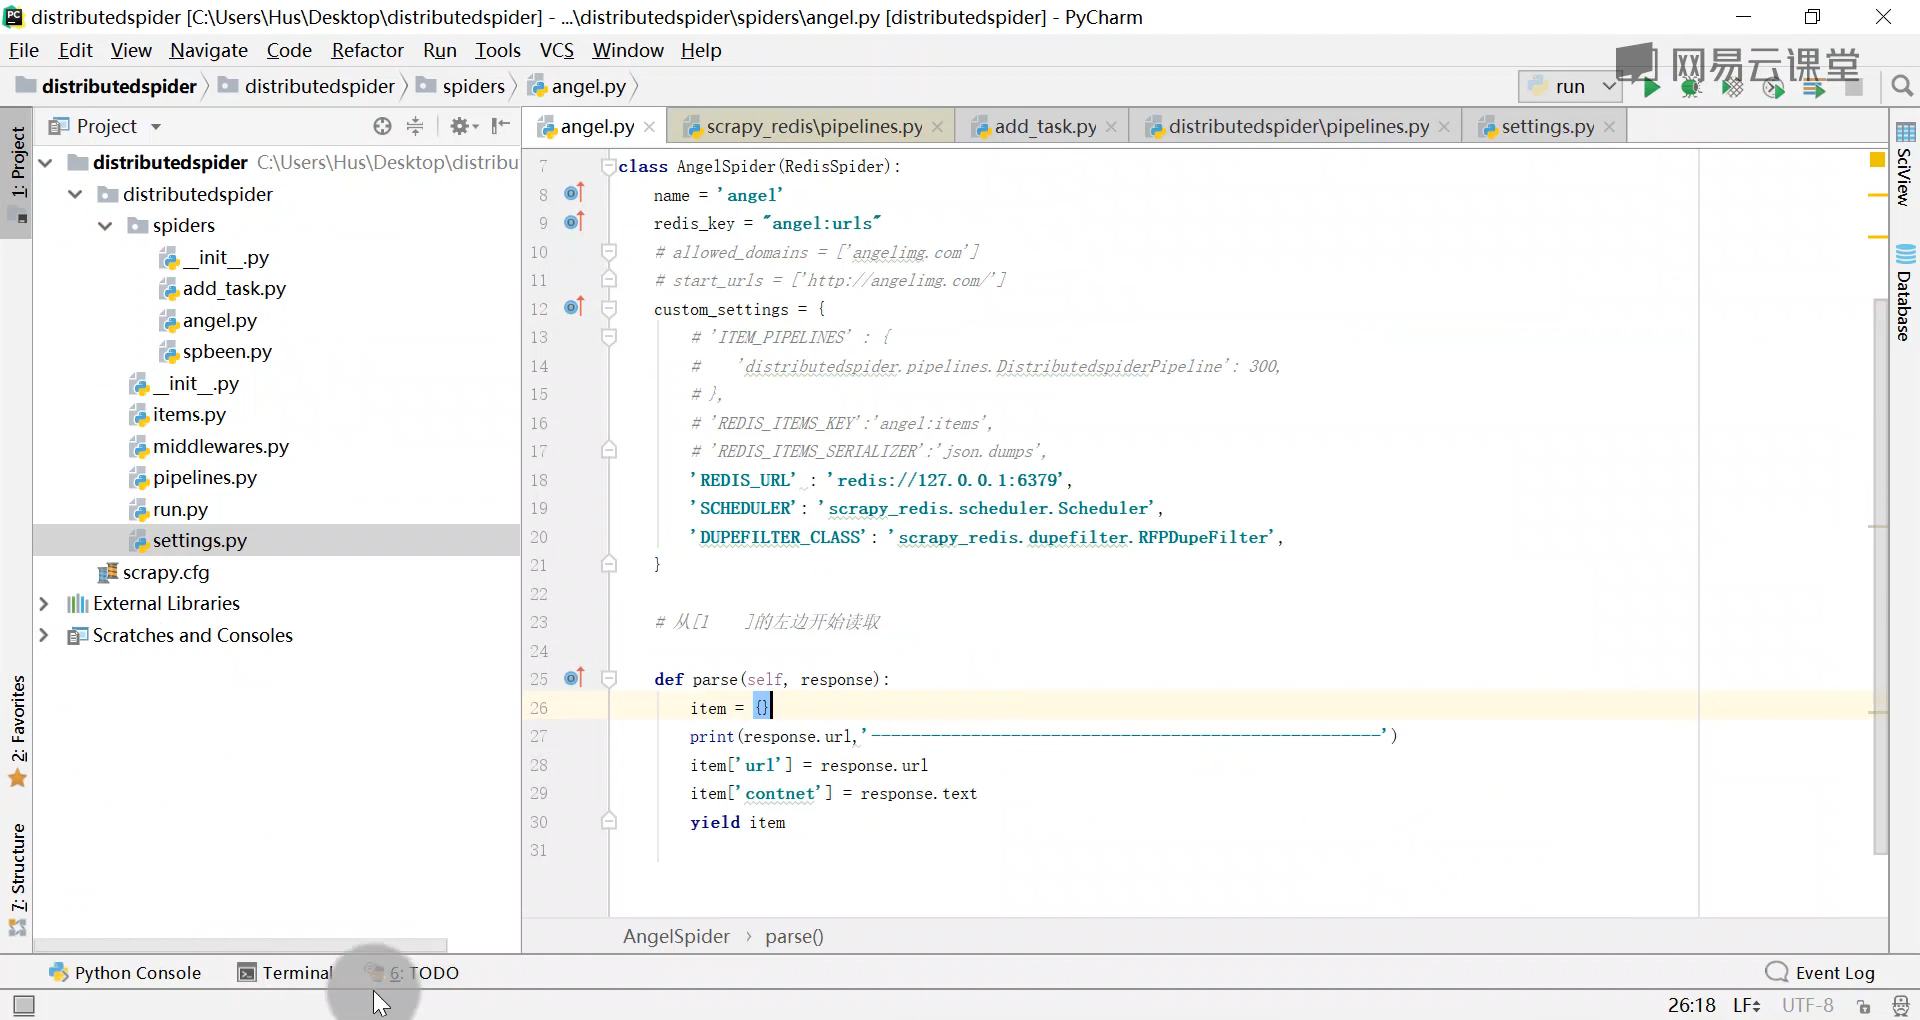 distributedspider [C:\Users\Hus\Desktop\distributedspider] - ...\distributedspider\spiders\angel.py [distributedspider] - PyCharm
File Edit View Navigate Code Refactor Run Tools VCS Window Help
网易云课堂
distributedspider distributedspider spiders angel.py run
Project
angel.py scrapy_redis\pipelines.py add_task.py distributedspider\pipelines.py settings.py
1: Project
2: Favorites
7: Structure
distributedspider C:\Users\Hus\Desktop\distribu
distributedspider
spiders
__init__.py
add_task.py
angel.py
spbeen.py
__init__.py
items.py
middlewares.py
pipelines.py
run.py
settings.py
scrapy.cfg
External Libraries
Scratches and Consoles
7 class AngelSpider(RedisSpider):
8 name = 'angel'
9 redis_key = "angel:urls"
10 # allowed_domains = ['angelimg.com']
11 # start_urls = ['http://angelimg.com/']
12 custom_settings = {
13 # 'ITEM_PIPELINES' : {
14 # 'distributedspider.pipelines.DistributedspiderPipeline': 300,
15 # },
16 # 'REDIS_ITEMS_KEY':'angel:items',
17 # 'REDIS_ITEMS_SERIALIZER':'json.dumps',
18 'REDIS_URL' : 'redis://127.0.0.1:6379',
19 'SCHEDULER': 'scrapy_redis.scheduler.Scheduler',
20 'DUPEFILTER_CLASS': 'scrapy_redis.dupefilter.RFPDupeFilter',
21 }
22
23 # 从[1 ]的左边开始读取
24
25 def parse(self, response):
26 item = {}
27 print(response.url,'---------------------------------------------------')
28 item['url'] = response.url
29 item['contnet'] = response.text
30 yield item
31
AngelSpider › parse()
SciView
Database
Python Console Terminal 6: TODO Event Log
26:18 LF UTF-8